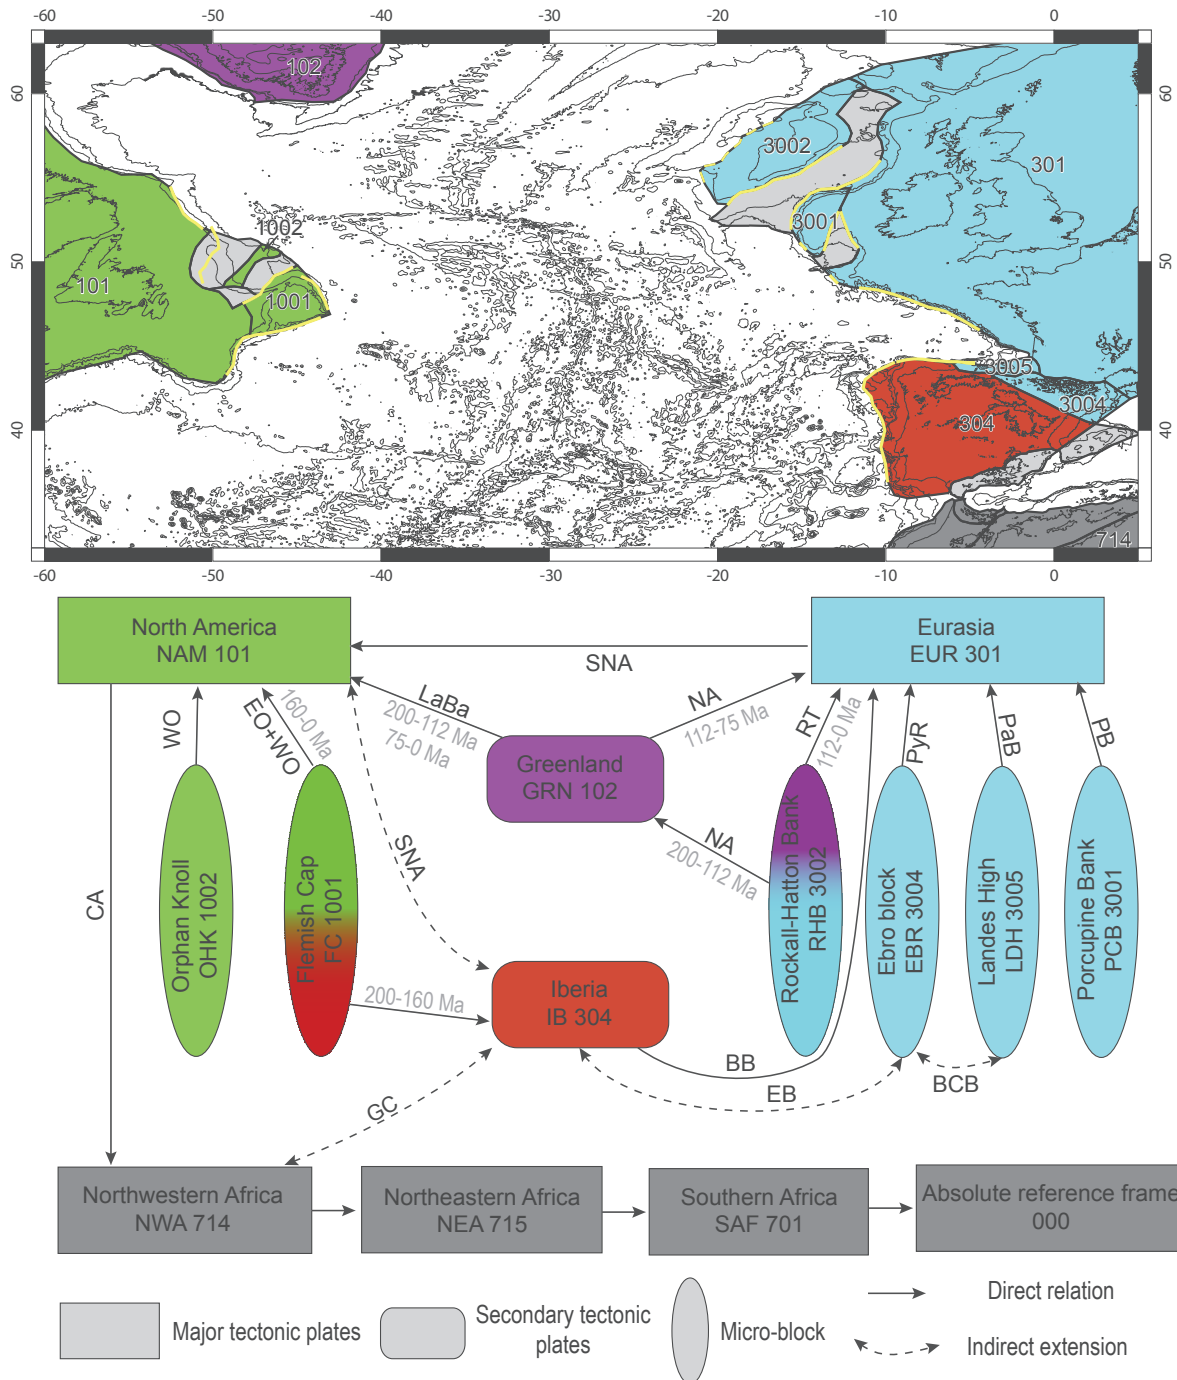 -60 -50 -40 -30 -20 -10 0
60 60
50 50
40 40
102
101
1002
1001
3002
301
3001
3005
3004
304
714
-60 -50 -40 -30 -20 -10 0
North America
NAM 101
Eurasia
EUR 301
SNA
LaBa
200-112 Ma
75-0 Ma
NA
112-75 Ma
RT
112-0 Ma
WO
EO+WO
160-0 Ma
PyR
PaB
PB
Greenland
GRN 102
NA
200-112 Ma
SNA
CA
Orphan Knoll
OHK 1002
Flemish Cap
FC 1001
Rockall-Hatton Bank
RHB 3002
Ebro block
EBR 3004
Landes High
LDH 3005
Porcupine Bank
PCB 3001
200-160 Ma
Iberia
IB 304
BB
EB
BCB
GC
Northwestern Africa
NWA 714
Northeastern Africa
NEA 715
Southern Africa
SAF 701
Absolute reference frame
000
Major tectonic plates
Secondary tectonic
plates
Micro-block
Direct relation
Indirect extension